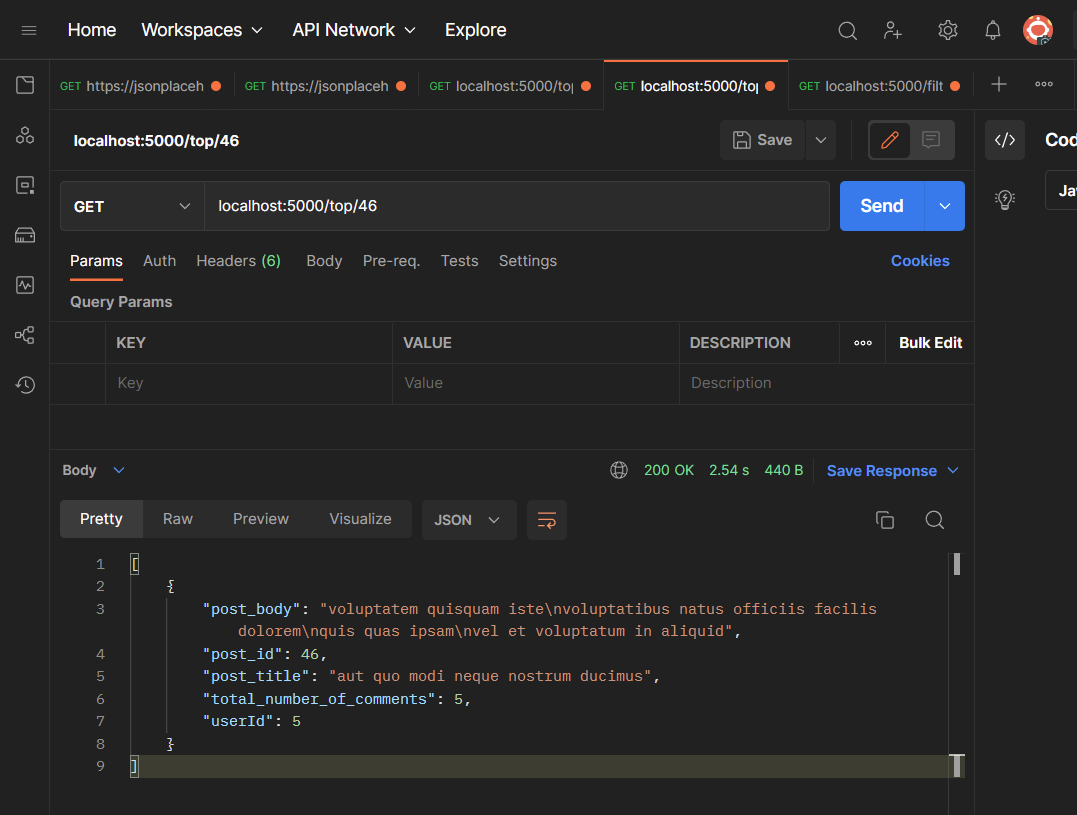 Home Workspaces API Network Explore
GET https://jsonplaceh GET https://jsonplaceh GET localhost:5000/top GET localhost:5000/top GET localhost:5000/filt
localhost:5000/top/46 Save </> Cod
GET localhost:5000/top/46 Send Ja
Params Auth Headers (6) Body Pre-req. Tests Settings Cookies
Query Params
KEY VALUE DESCRIPTION Bulk Edit
Key Value Description
Body 200 OK 2.54 s 440 B Save Response
Pretty Raw Preview Visualize JSON
1 [
2 {
3 "post_body": "voluptatem quisquam iste\nvoluptatibus natus officiis facilis
dolorem\nquis quas ipsam\nvel et voluptatum in aliquid",
4 "post_id": 46,
5 "post_title": "aut quo modi neque nostrum ducimus",
6 "total_number_of_comments": 5,
7 "userId": 5
8 }
9 ]